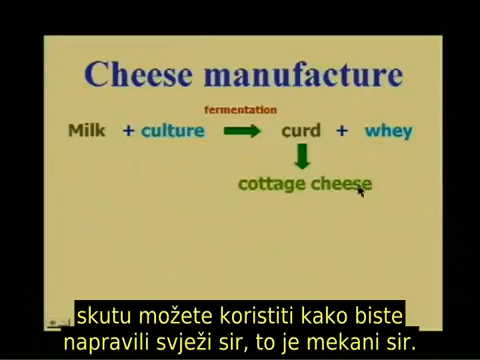 Cheese manufacture
fermentation
Milk + culture curd + whey
cottage cheese
skutu možete koristiti kako biste
napravili svježi sir, to je mekani sir.